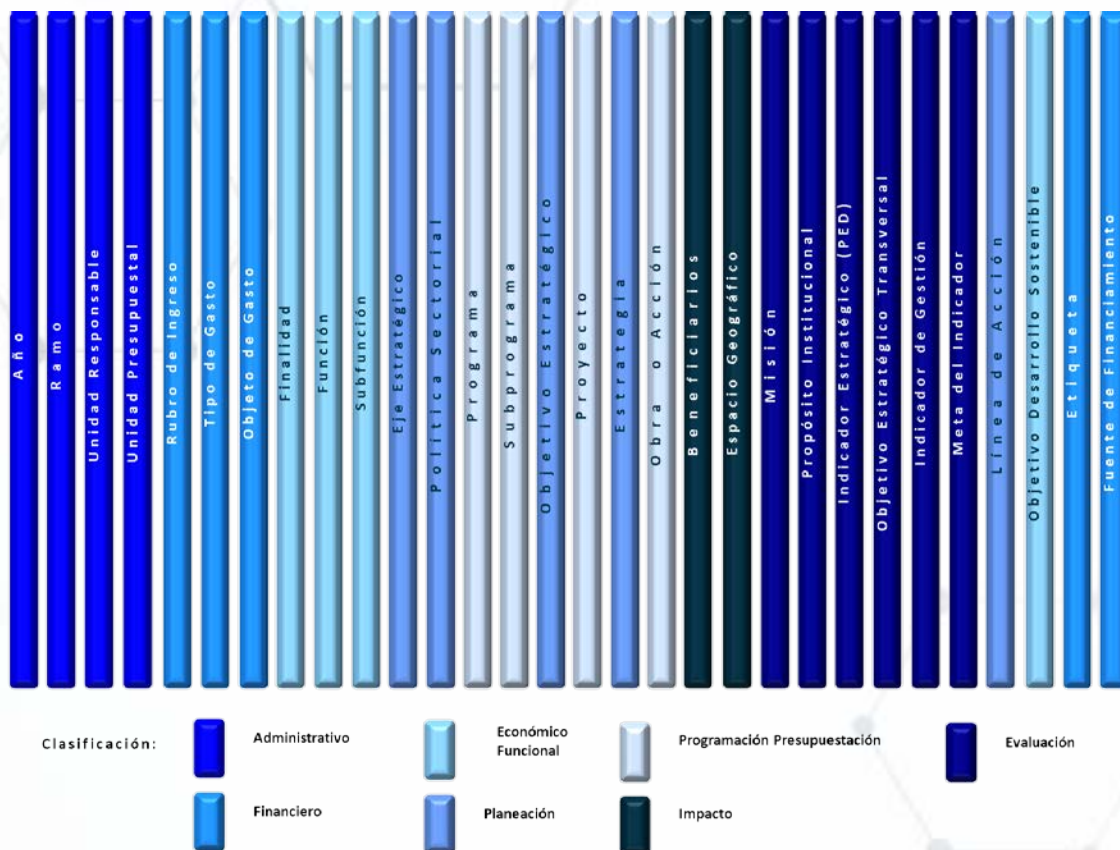 Año
Ramo
Unidad Responsable
Unidad Presupuestal
Rubro de Ingreso
Tipo de Gasto
Objeto de Gasto
Finalidad
Función
Subfunción
Eje Estratégico
Política Sectorial
Programa
Subprograma
Objetivo Estratégico
Proyecto
Estrategia
Obra o Acción
Beneficiarios
Espacio Geográfico
Misión
Propósito Institucional
Indicador Estratégico (PED)
Objetivo Estratégico Transversal
Indicador de Gestión
Meta del Indicador
Línea de Acción
Objetivo Desarrollo Sostenible
Etiqueta
Fuente de Financiamiento
Clasificación:
Administrativo
Económico
Funcional
Programación Presupuestación
Evaluación
Financiero
Planeación
Impacto